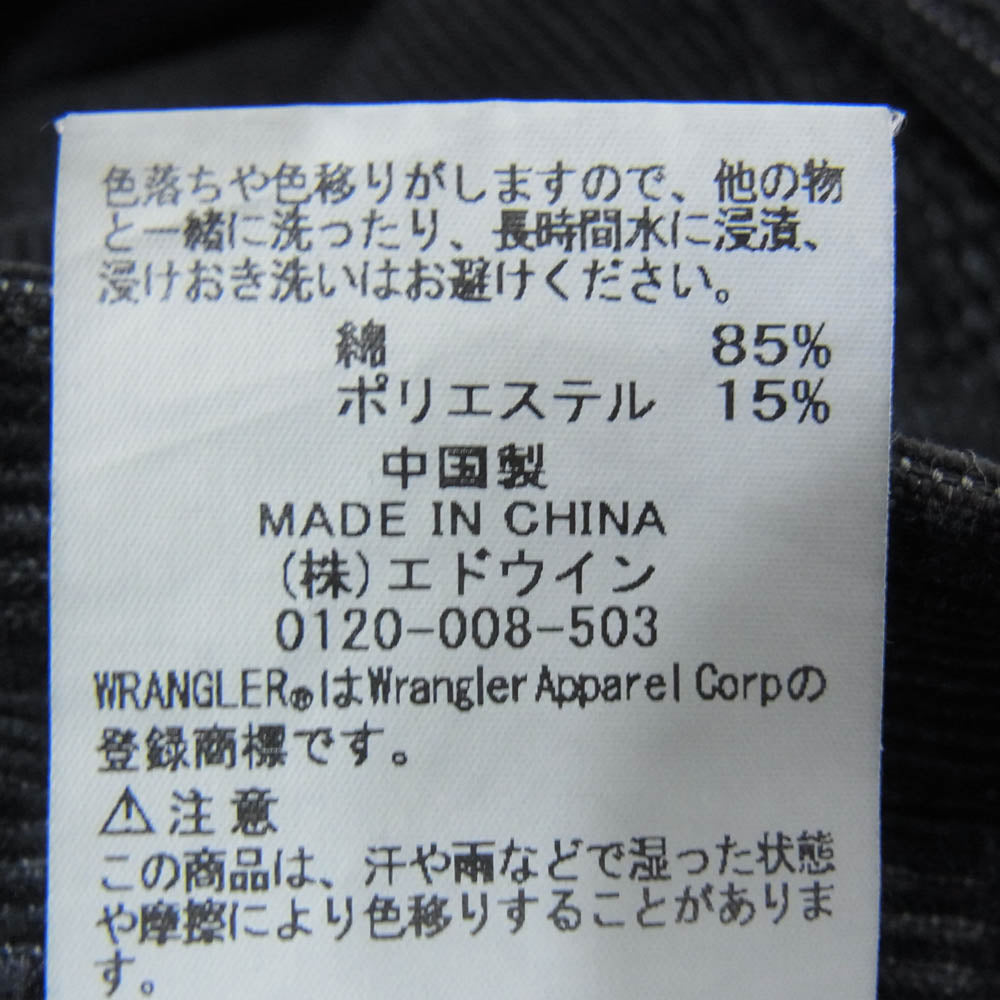 色落ちや色移りがしますので、他の物
と一緒に洗ったり、長時間水に浸漬、
浸けおき洗いはお避けください。
綿 85%
ポリエステル 15%
中国製
MADE IN CHINA
(株)エドウイン
0120-008-503
WRANGLER®はWrangler Apparel Corpの
登録商標です。
⚠注意
この商品は、汗や雨などで湿った状態
や摩擦により色移りすることがありま
す。